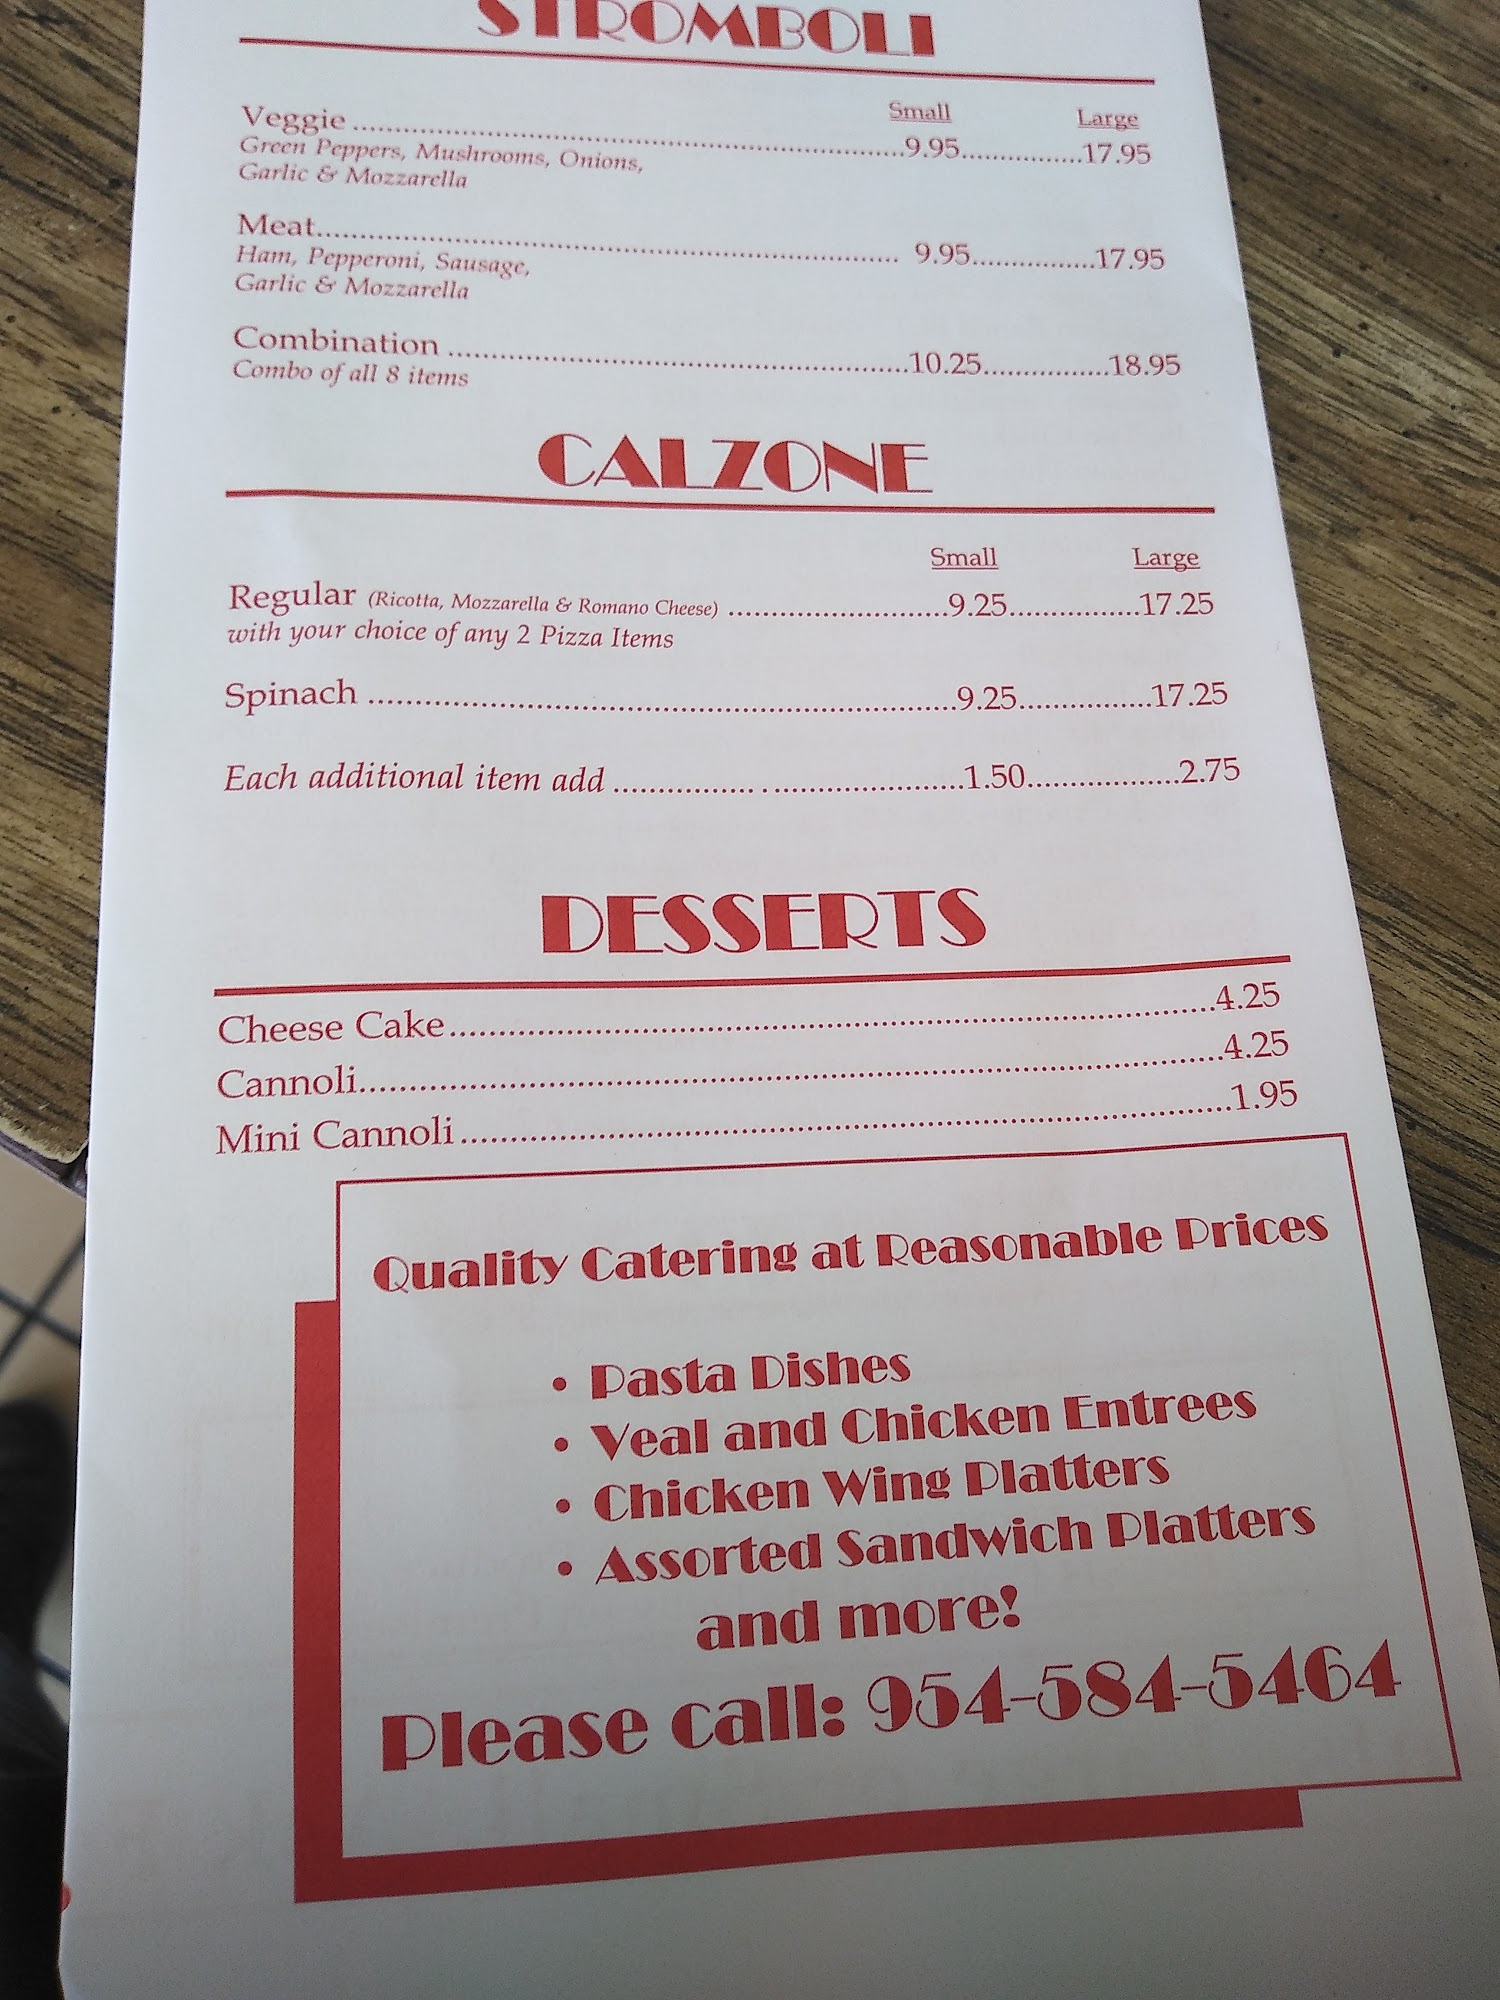 STROMBOLI
Small Large
Veggie ........ 9.95 ........ 17.95
Green Peppers, Mushrooms, Onions,
Garlic & Mozzarella
Meat ........ 9.95 ........ 17.95
Ham, Pepperoni, Sausage,
Garlic & Mozzarella
Combination ........ 10.25 ........ 18.95
Combo of all 8 items
CALZONE
Small Large
Regular (Ricotta, Mozzarella & Romano Cheese) ........ 9.25 ........ 17.25
with your choice of any 2 Pizza Items
Spinach ........ 9.25 ........ 17.25
Each additional item add ........ 1.50 ........ 2.75
DESSERTS
Cheese Cake ........ 4.25
Cannoli ........ 4.25
Mini Cannoli ........ 1.95
Quality Catering at Reasonable Prices
• Pasta Dishes
• Veal and Chicken Entrees
• Chicken Wing Platters
• Assorted Sandwich Platters
and more!
Please call: 954-584-5464